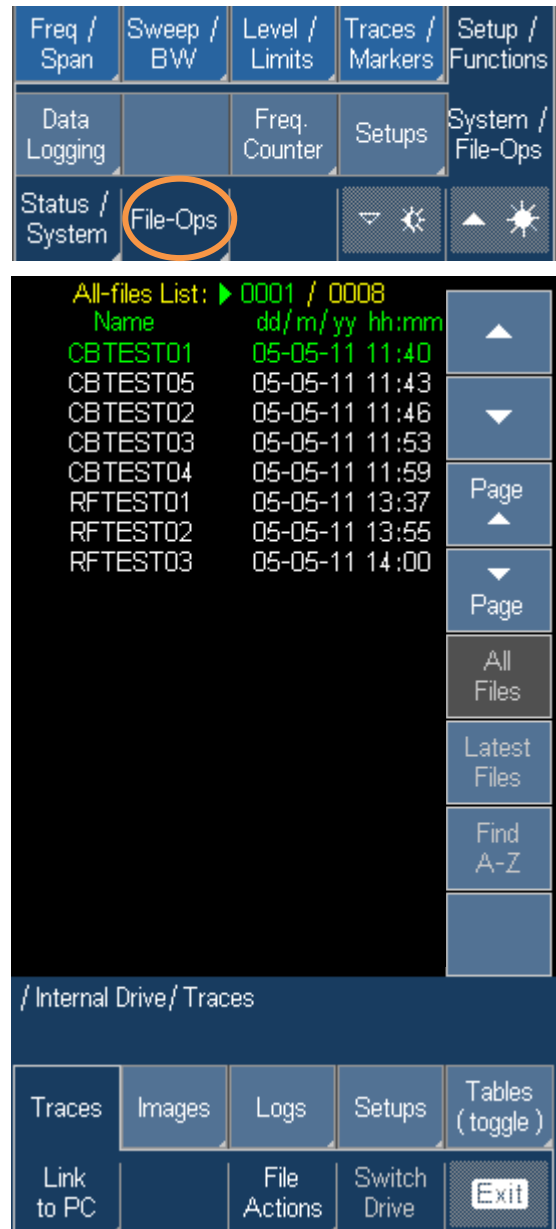 Freq / Sweep / Level / Traces / Setup /
Span BW Limits Markers Functions
Data Freq. Setups System /
Logging Counter File-Ops
Status / File-Ops
System
All-files List: 0001 / 0008
Name dd/m/yy hh:mm
CBTEST01 05-05-11 11:40
CBTEST05 05-05-11 11:43
CBTEST02 05-05-11 11:46
CBTEST03 05-05-11 11:53
CBTEST04 05-05-11 11:59
RFTEST01 05-05-11 13:37
RFTEST02 05-05-11 13:55
RFTEST03 05-05-11 14:00
Page
Page
All
Files
Latest
Files
Find
A-Z
/ Internal Drive / Traces
Traces Images Logs Setups Tables
( toggle )
Link File Switch Exit
to PC Actions Drive